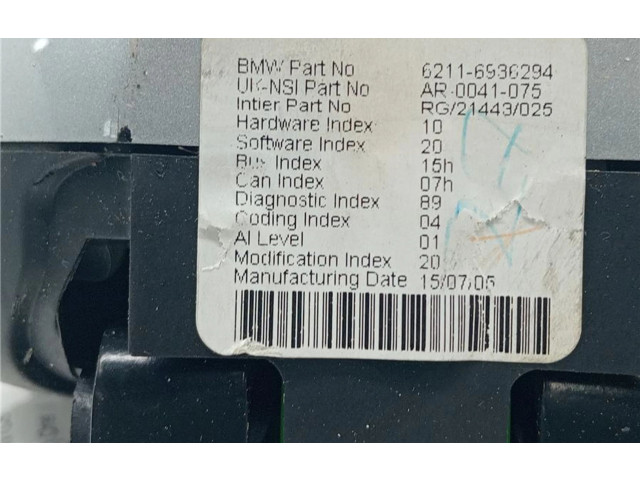 BMW Part No 6211-6936294
UK-NSI Part No AR-0041-075
Intier Part No RG/21443/025
Hardware Index 10
Software Index 20
Bus Index 15h
Can Index 07h
Diagnostic Index 89
Coding Index 04
AI Level 01
Modification Index 20
Manufacturing Date 15/07/05